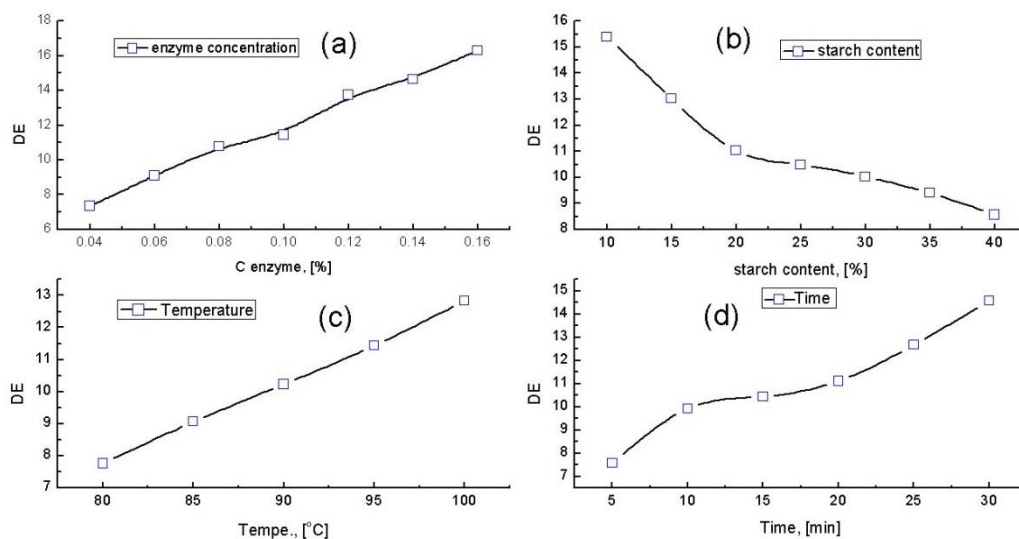 enzyme concentration
(a)
18
16
14
12
10
8
6
DE
0.04 0.06 0.08 0.10 0.12 0.14 0.16
C enzyme, [%]
(b)
starch content
16
15
14
13
12
11
10
9
8
DE
10 15 20 25 30 35 40
starch content, [%]
Temperature
(c)
13
12
11
10
9
8
7
DE
80 85 90 95 100
Tempe., [°C]
Time
(d)
15
14
13
12
11
10
9
8
7
DE
5 10 15 20 25 30
Time, [min]